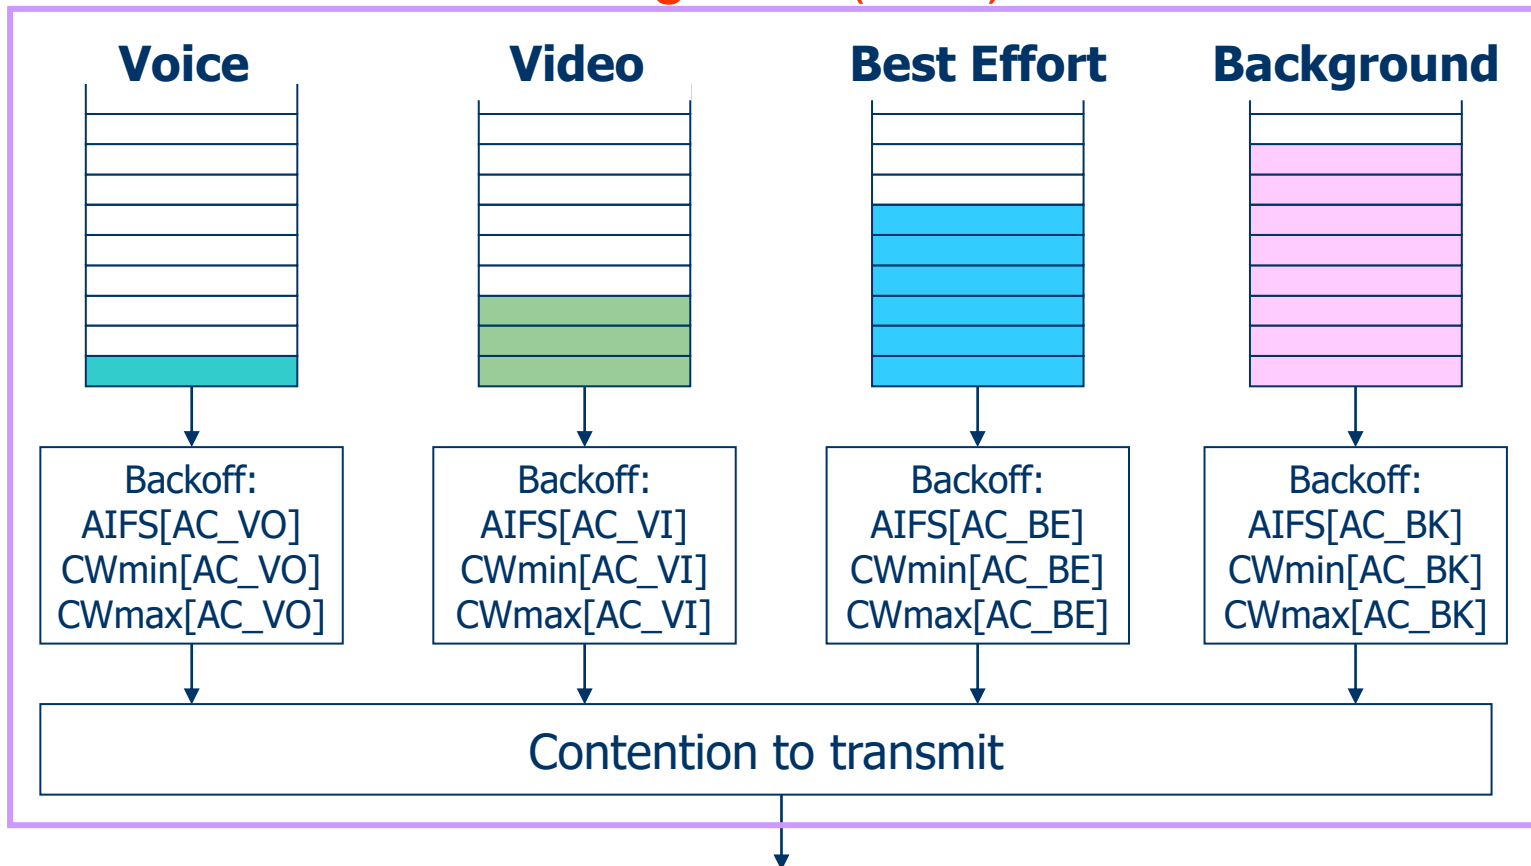 Voice
Video
Best Effort
Background
Backoff:
AIFS[AC_VO]
CWmin[AC_VO]
CWmax[AC_VO]
Backoff:
AIFS[AC_VI]
CWmin[AC_VI]
CWmax[AC_VI]
Backoff:
AIFS[AC_BE]
CWmin[AC_BE]
CWmax[AC_BE]
Backoff:
AIFS[AC_BK]
CWmin[AC_BK]
CWmax[AC_BK]
Contention to transmit